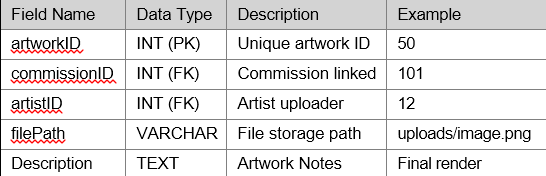 Field Name Data Type Description Example
artworkID INT (PK) Unique artwork ID 50
commissionID INT (FK) Commission linked 101
artistID INT (FK) Artist uploader 12
filePath VARCHAR File storage path uploads/image.png
Description TEXT Artwork Notes Final render